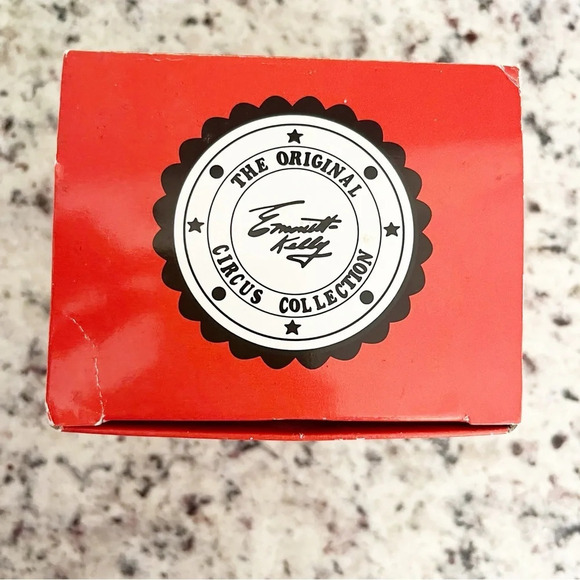 THE ORIGINAL
Emmett
Kelly
CIRCUS COLLECTION